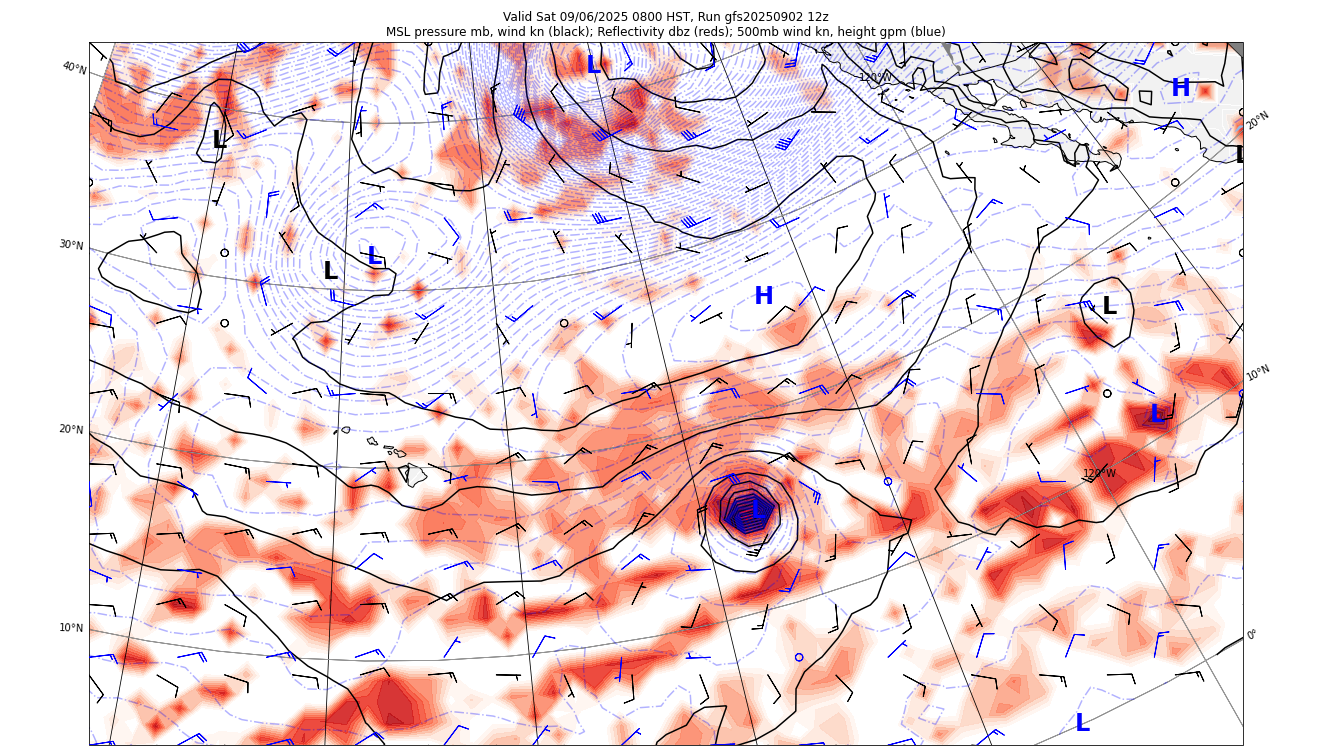 Valid Sat 09/06/2025 0800 HST, Run gfs20250902 12z
MSL pressure mb, wind kn (black); Reflectivity dbz (reds); 500mb wind kn, height gpm (blue)
40°N
L
120°W
H
20°N
L
L
30°N
L
L
H
L
10°N
L
20°N
120°W
L
10°N
0°
L